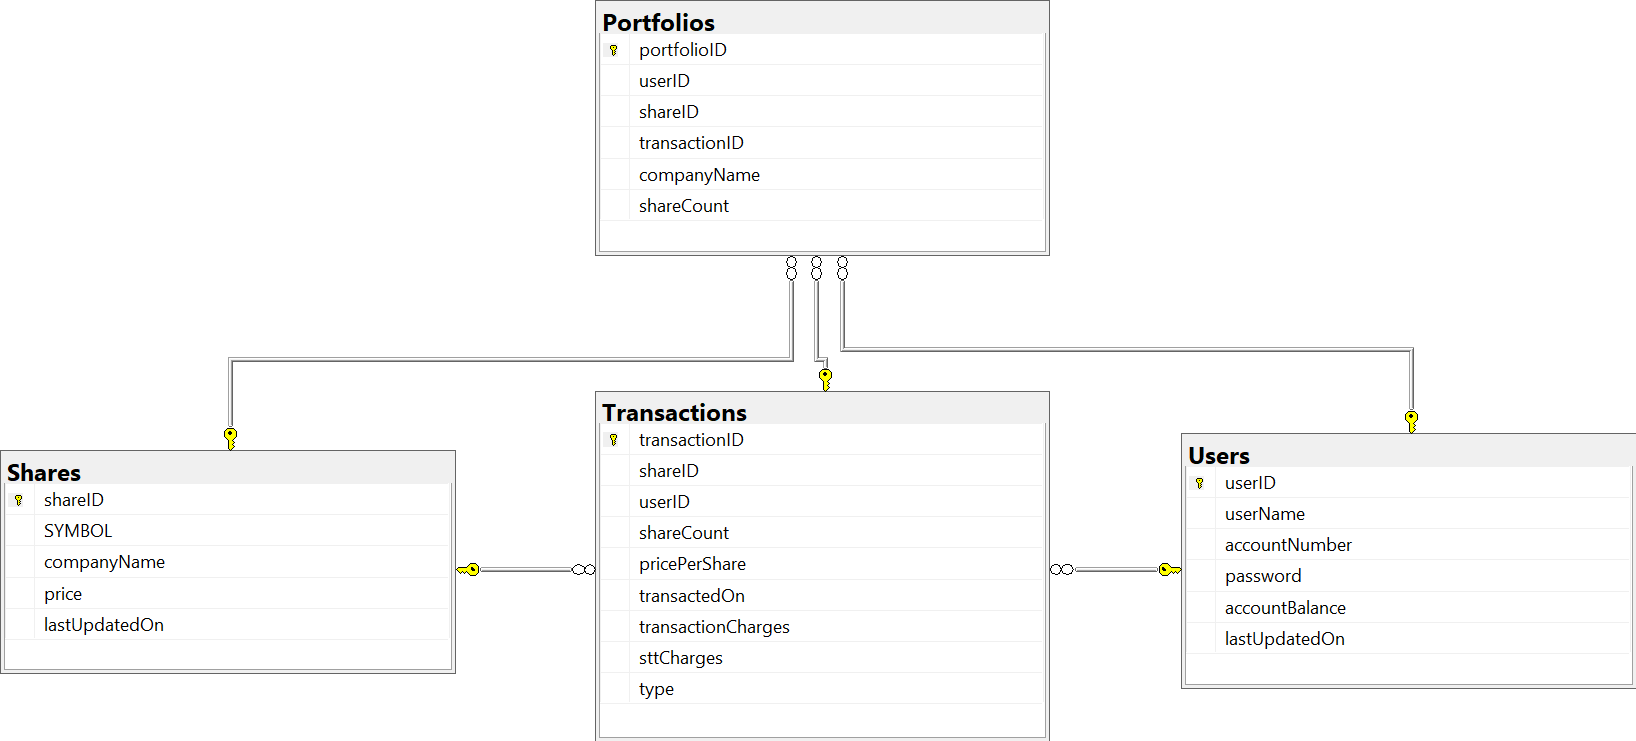 Portfolios
portfolioID
userID
shareID
transactionID
companyName
shareCount
Shares
shareID
SYMBOL
companyName
price
lastUpdatedOn
Transactions
transactionID
shareID
userID
shareCount
pricePerShare
transactedOn
transactionCharges
sttCharges
type
Users
userID
userName
accountNumber
password
accountBalance
lastUpdatedOn